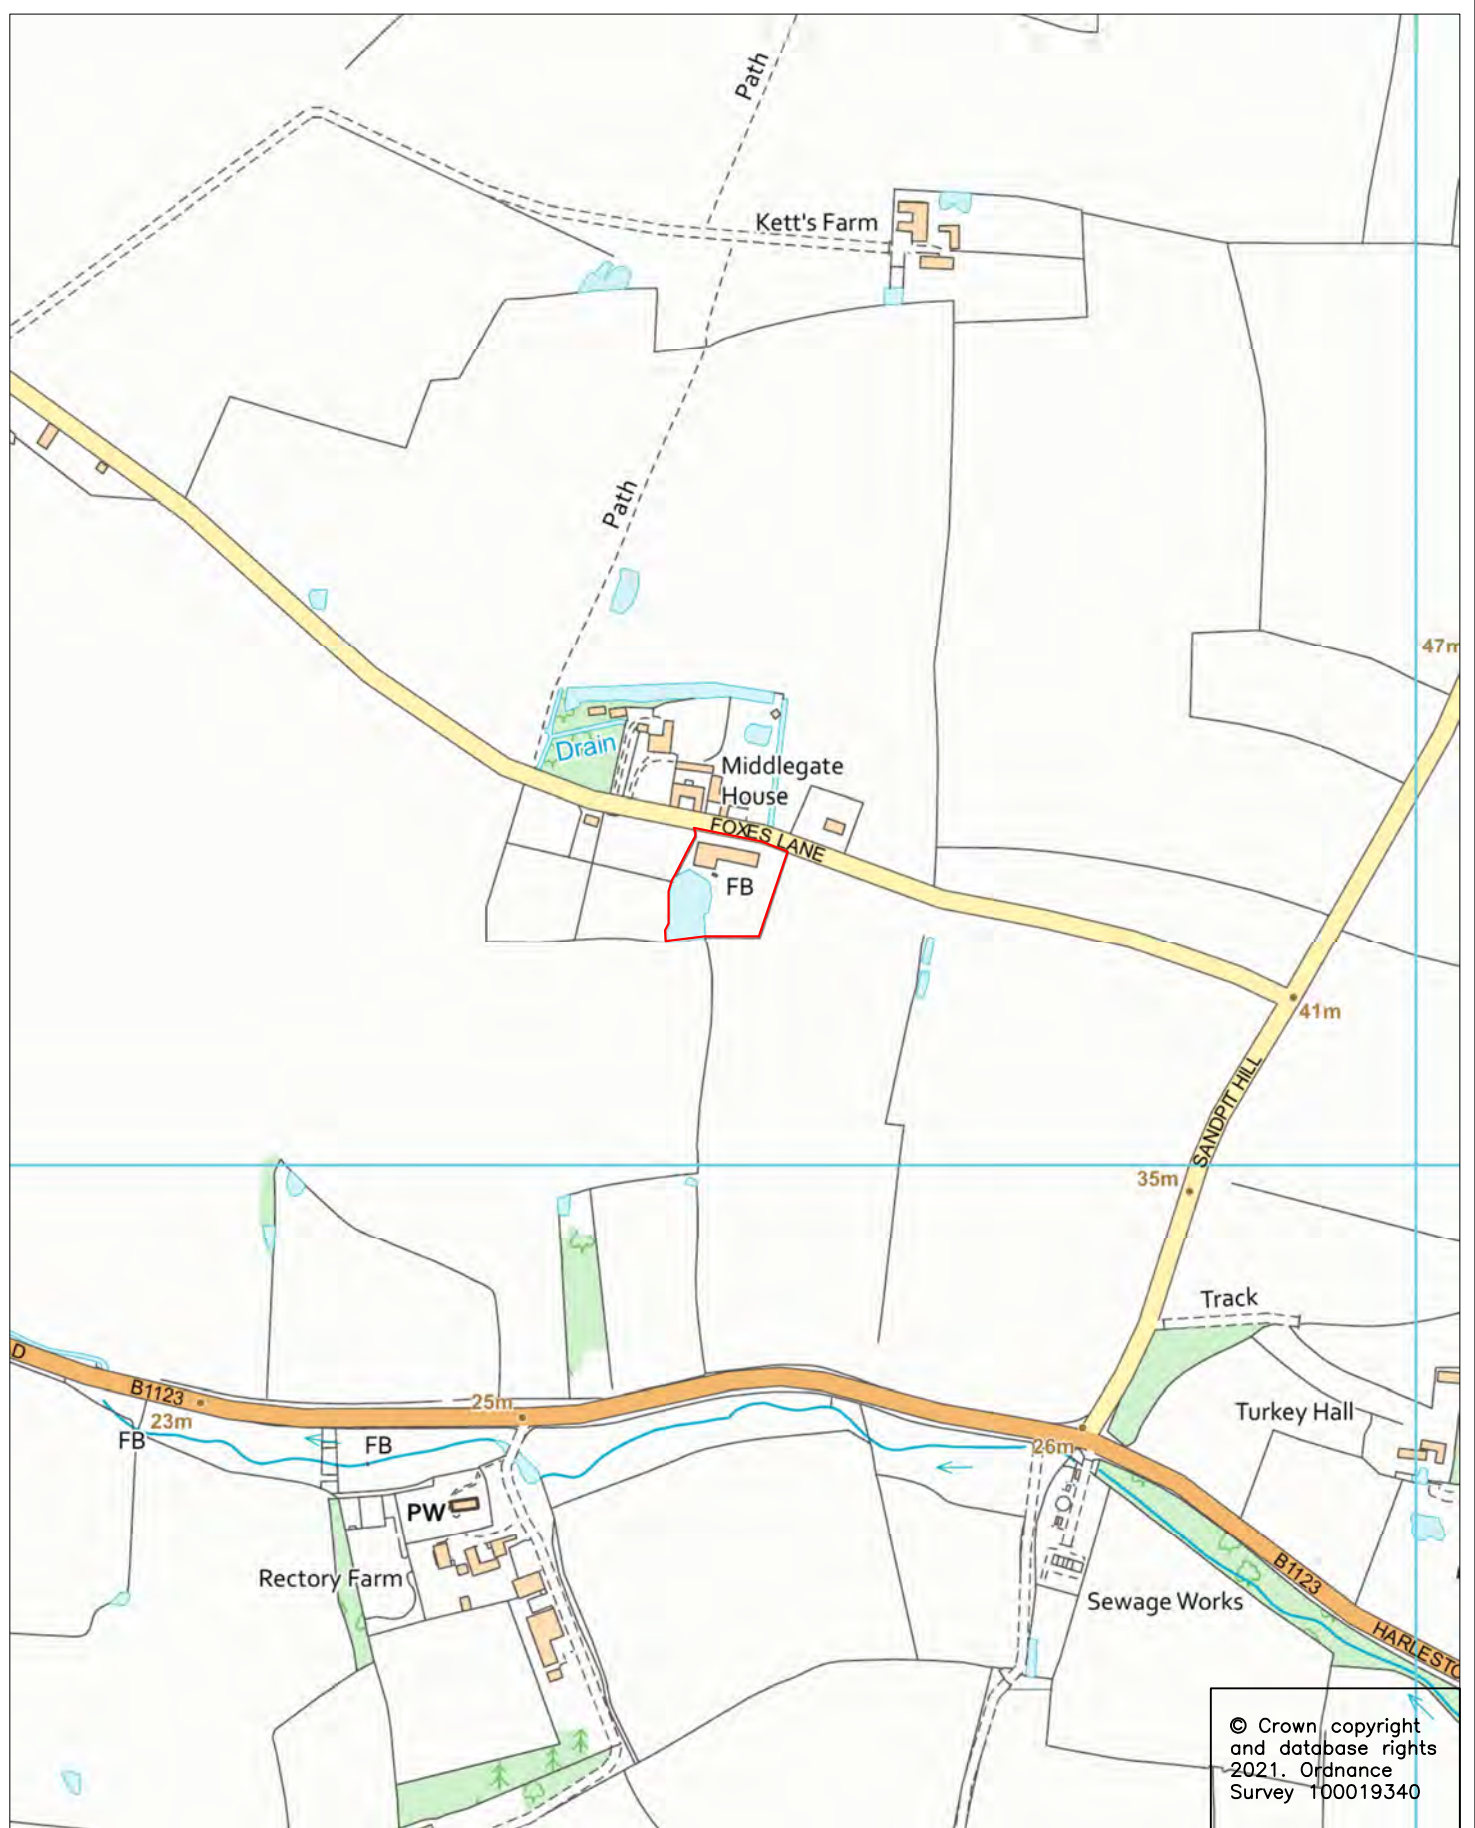 Path
Kett's Farm
Path
47m
Drain
Middlegate
House
FOXES LANE
FB
41m
SANDPIT HILL
35m
Track
D
B1123
23m
25m
FB
FB
26m
Turkey Hall
PW
Rectory Farm
B1123
Sewage Works
HARLESTO
© Crown copyright
and database rights
2021. Ordnance
Survey 100019340